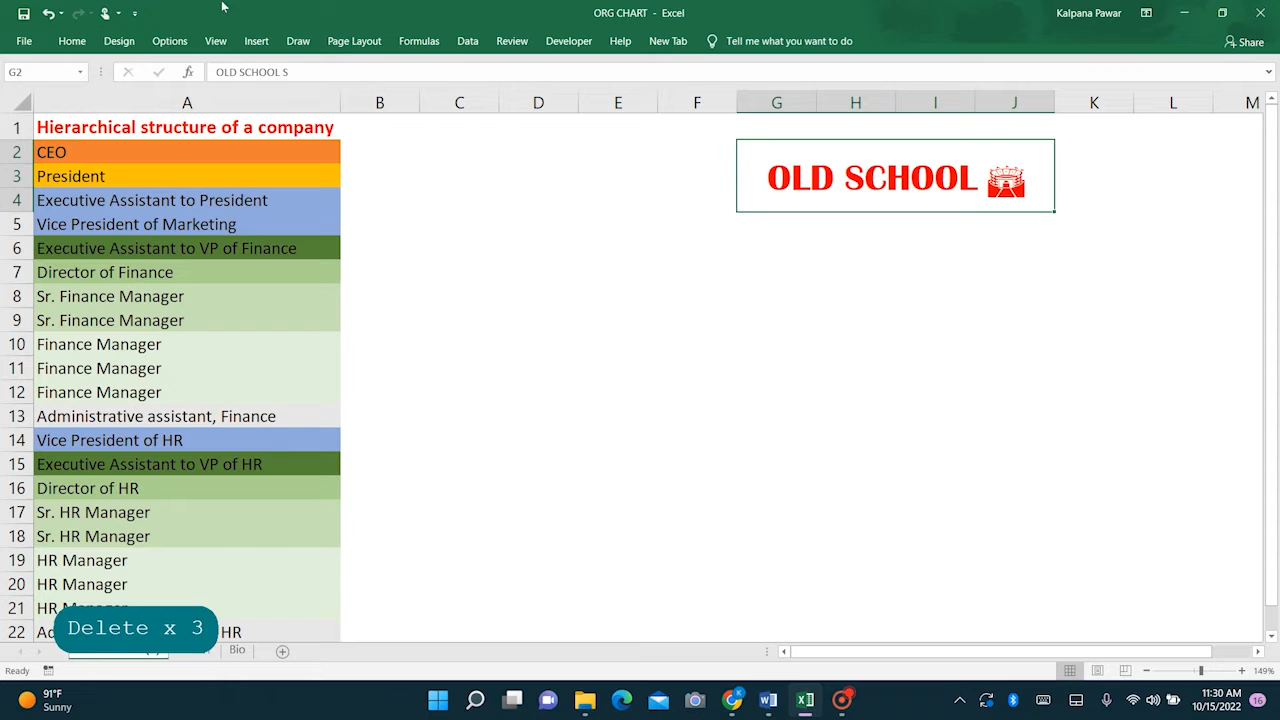 ORG CHART - Excel
Kalpana Pawar
File Home Design Options View Insert Draw Page Layout Formulas Data Review Developer Help New Tab Tell me what you want to do Share
G2 fx OLD SCHOOL S
A B C D E F G H I J K L M
1 Hierarchical structure of a company
2 CEO
3 President
OLD SCHOOL
4 Executive Assistant to President
5 Vice President of Marketing
6 Executive Assistant to VP of Finance
7 Director of Finance
8 Sr. Finance Manager
9 Sr. Finance Manager
10 Finance Manager
11 Finance Manager
12 Finance Manager
13 Administrative assistant, Finance
14 Vice President of HR
15 Executive Assistant to VP of HR
16 Director of HR
17 Sr. HR Manager
18 Sr. HR Manager
19 HR Manager
20 HR Manager
21 HR
22 HR
Delete x 3
Bio
Ready 149%
91°F
Sunny
11:30 AM
10/15/2022
16